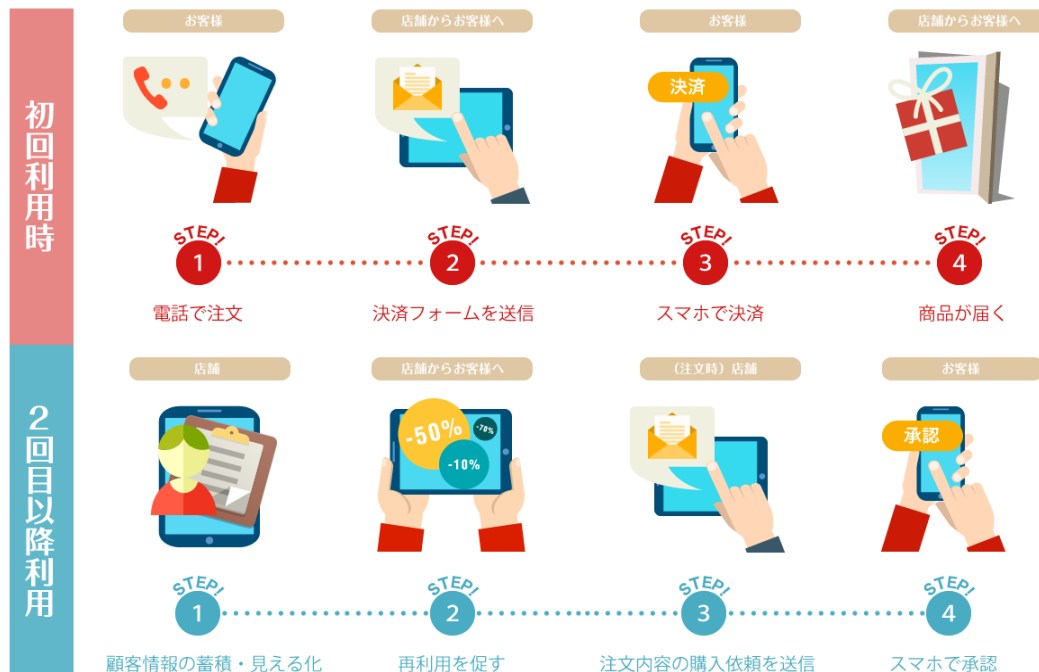 初回利用時
お客様
店舗からお客様へ
お客様
店舗からお客様へ
決済
STEP!
1
STEP!
2
STEP!
3
STEP!
4
電話で注文
決済フォームを送信
スマホで決済
商品が届く
2回目以降利用
店舗
店舗からお客様へ
(注文時) 店舗
お客様
-50%
-70%
-10%
承認
STEP!
1
STEP!
2
STEP!
3
STEP!
4
顧客情報の蓄積・見える化
再利用を促す
注文内容の購入依頼を送信
スマホで承認